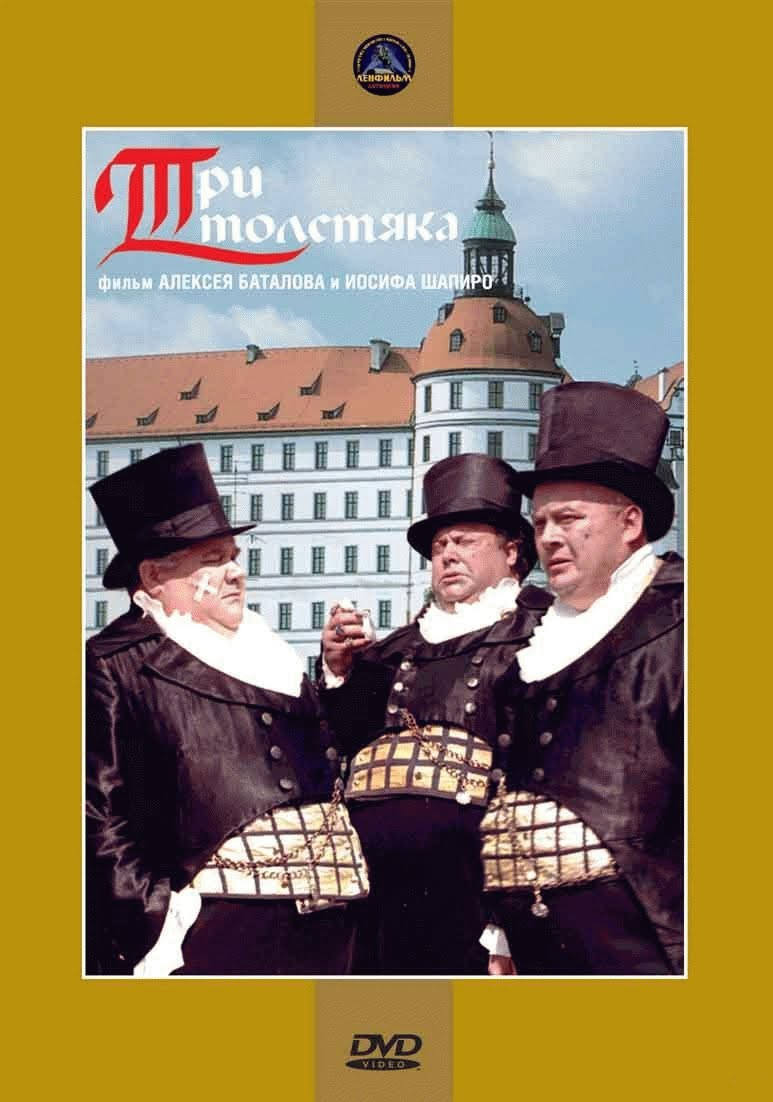 ЛЕНФИЛЬМ
Три
толстяка
фильм АЛЕКСЕЯ БАТАЛОВА и ИОСИФА ШАПИРО
DVD
VIDEO